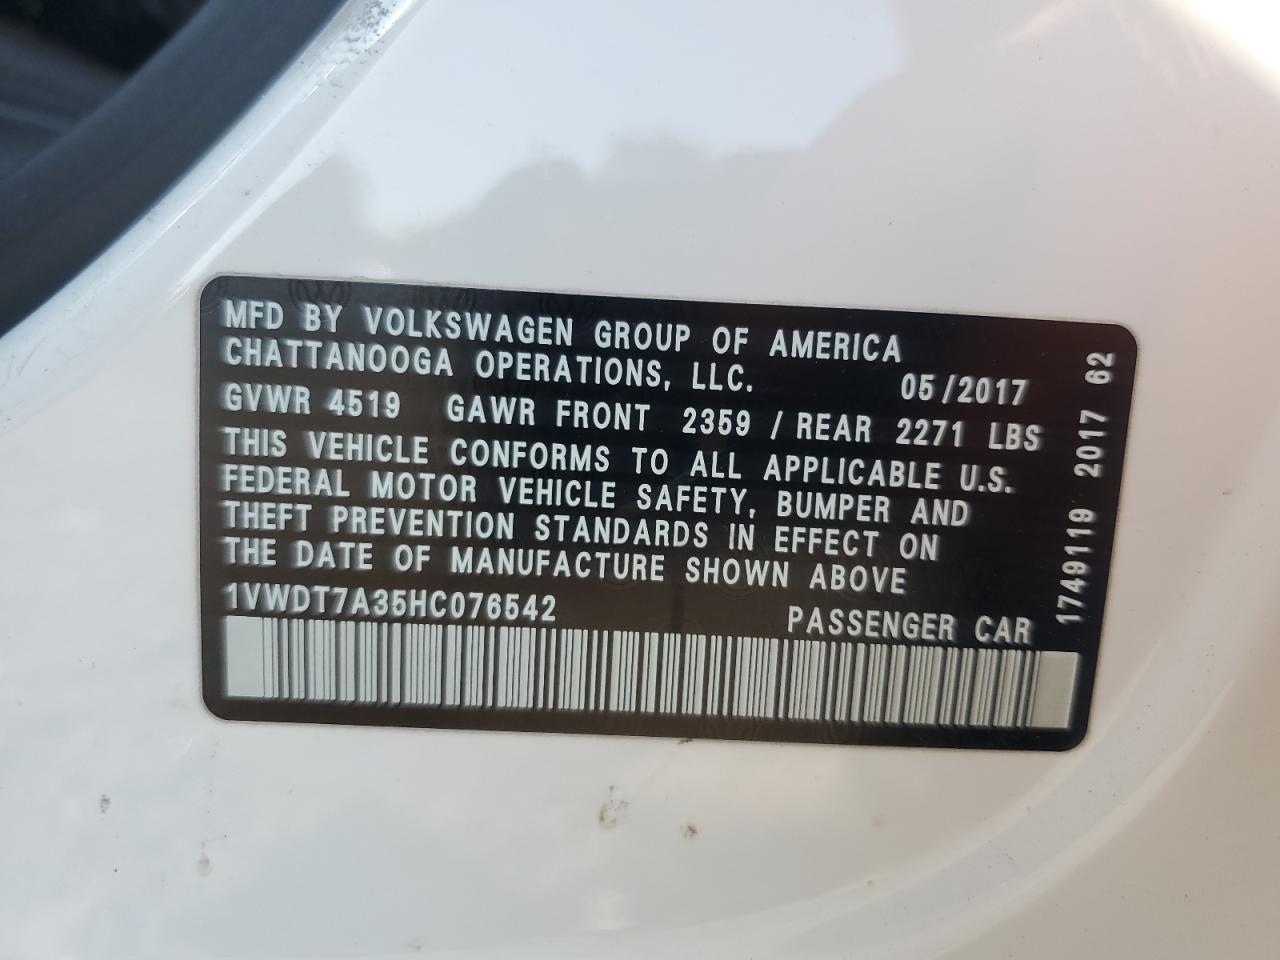 MFD BY VOLKSWAGEN GROUP OF AMERICA
CHATTANOOGA OPERATIONS, LLC. 05/2017
GVWR 4519 GAWR FRONT 2359 / REAR 2271 LBS
THIS VEHICLE CONFORMS TO ALL APPLICABLE U.S.
FEDERAL MOTOR VEHICLE SAFETY, BUMPER AND
THEFT PREVENTION STANDARDS IN EFFECT ON
THE DATE OF MANUFACTURE SHOWN ABOVE
1VWDT7A35HC076542 PASSENGER CAR
1749119 2017 62